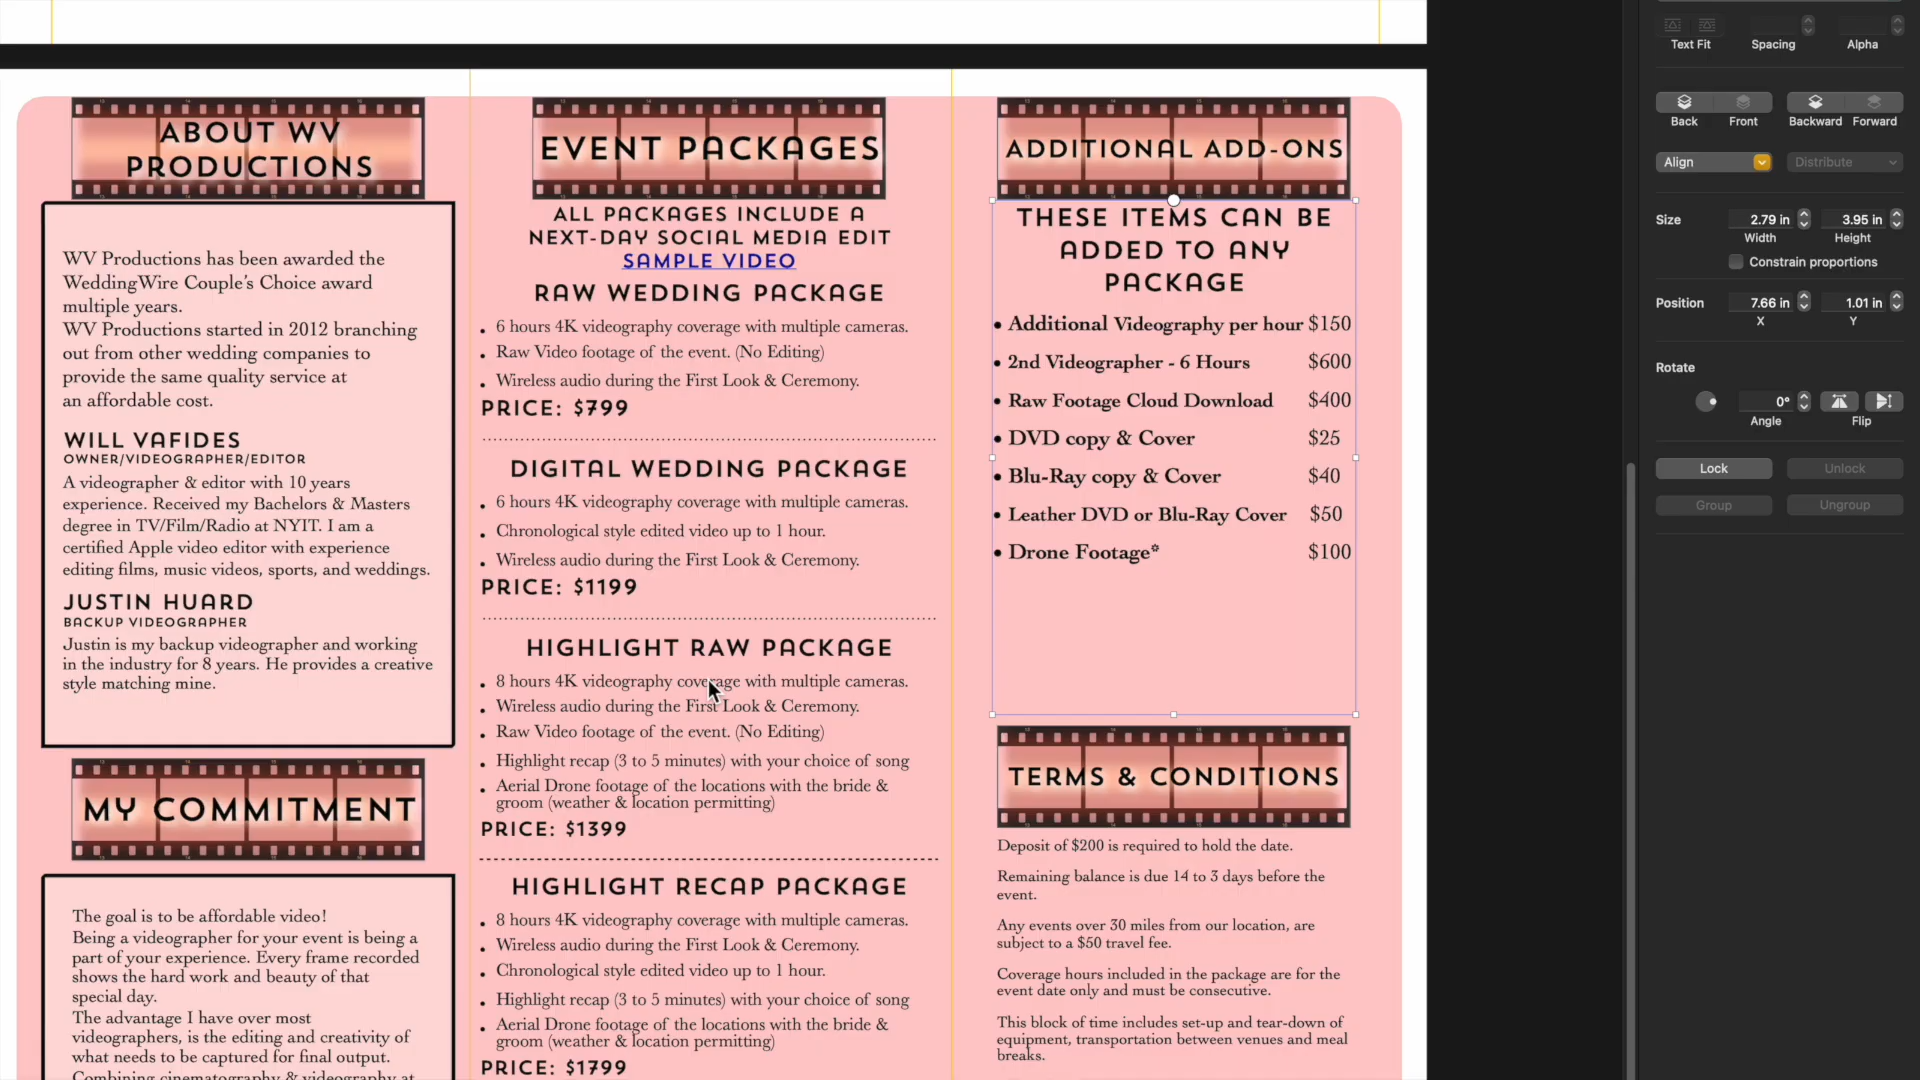 ABOUT WV
PRODUCTIONS
WV Productions has been awarded the
WeddingWire Couple's Choice award
multiple years.
WV Productions started in 2012 branching
out from other wedding companies to
provide the same quality service at
an affordable cost.
WILL VAFIDES
OWNER/VIDEOGRAPHER/EDITOR
A videographer & editor with 10 years
experience. Received my Bachelors & Masters
degree in TV/Film/Radio at NYIT. I am a
certified Apple video editor with experience
editing films, music videos, sports, and weddings.
JUSTIN HUARD
BACKUP VIDEOGRAPHER
Justin is my backup videographer and working
in the industry for 8 years. He provides a creative
style matching mine.
MY COMMITMENT
The goal is to be affordable video!
Being a videographer for your event is being a
part of your experience. Every frame recorded
shows the hard work and beauty of that
special day.
The advantage I have over most
videographers, is the editing and creativity of
what needs to be captured for final output.
Combining cinematography & videography at
EVENT PACKAGES
ALL PACKAGES INCLUDE A
NEXT-DAY SOCIAL MEDIA EDIT
SAMPLE VIDEO
RAW WEDDING PACKAGE
• 6 hours 4K videography coverage with multiple cameras.
• Raw Video footage of the event. (No Editing)
• Wireless audio during the First Look & Ceremony.
PRICE: $799
DIGITAL WEDDING PACKAGE
• 6 hours 4K videography coverage with multiple cameras.
• Chronological style edited video up to 1 hour.
• Wireless audio during the First Look & Ceremony.
PRICE: $1199
HIGHLIGHT RAW PACKAGE
• 8 hours 4K videography coverage with multiple cameras.
• Wireless audio during the First Look & Ceremony.
• Raw Video footage of the event. (No Editing)
• Highlight recap (3 to 5 minutes) with your choice of song
• Aerial Drone footage of the locations with the bride &
groom (weather & location permitting)
PRICE: $1399
HIGHLIGHT RECAP PACKAGE
• 8 hours 4K videography coverage with multiple cameras.
• Wireless audio during the First Look & Ceremony.
• Chronological style edited video up to 1 hour.
• Highlight recap (3 to 5 minutes) with your choice of song
• Aerial Drone footage of the locations with the bride &
groom (weather & location permitting)
PRICE: $1799
ADDITIONAL ADD-ONS
THESE ITEMS CAN BE
ADDED TO ANY
PACKAGE
• Additional Videography per hour $150
• 2nd Videographer - 6 Hours $600
• Raw Footage Cloud Download $400
• DVD copy & Cover $25
• Blu-Ray copy & Cover $40
• Leather DVD or Blu-Ray Cover $50
• Drone Footage* $100
TERMS & CONDITIONS
Deposit of $200 is required to hold the date.
Remaining balance is due 14 to 3 days before the
event.
Any events over 30 miles from our location, are
subject to a $50 travel fee.
Coverage hours included in the package are for the
event date only and must be consecutive.
This block of time includes set-up and tear-down of
equipment, transportation between venues and meal
breaks.
Text Fit Spacing Alpha
Back Front Backward Forward
Align Distribute
Size 2.79 in 3.95 in
Width Height
Constrain proportions
Position 7.66 in 1.01 in
X Y
Rotate
0°
Angle Flip
Lock Unlock
Group Ungroup